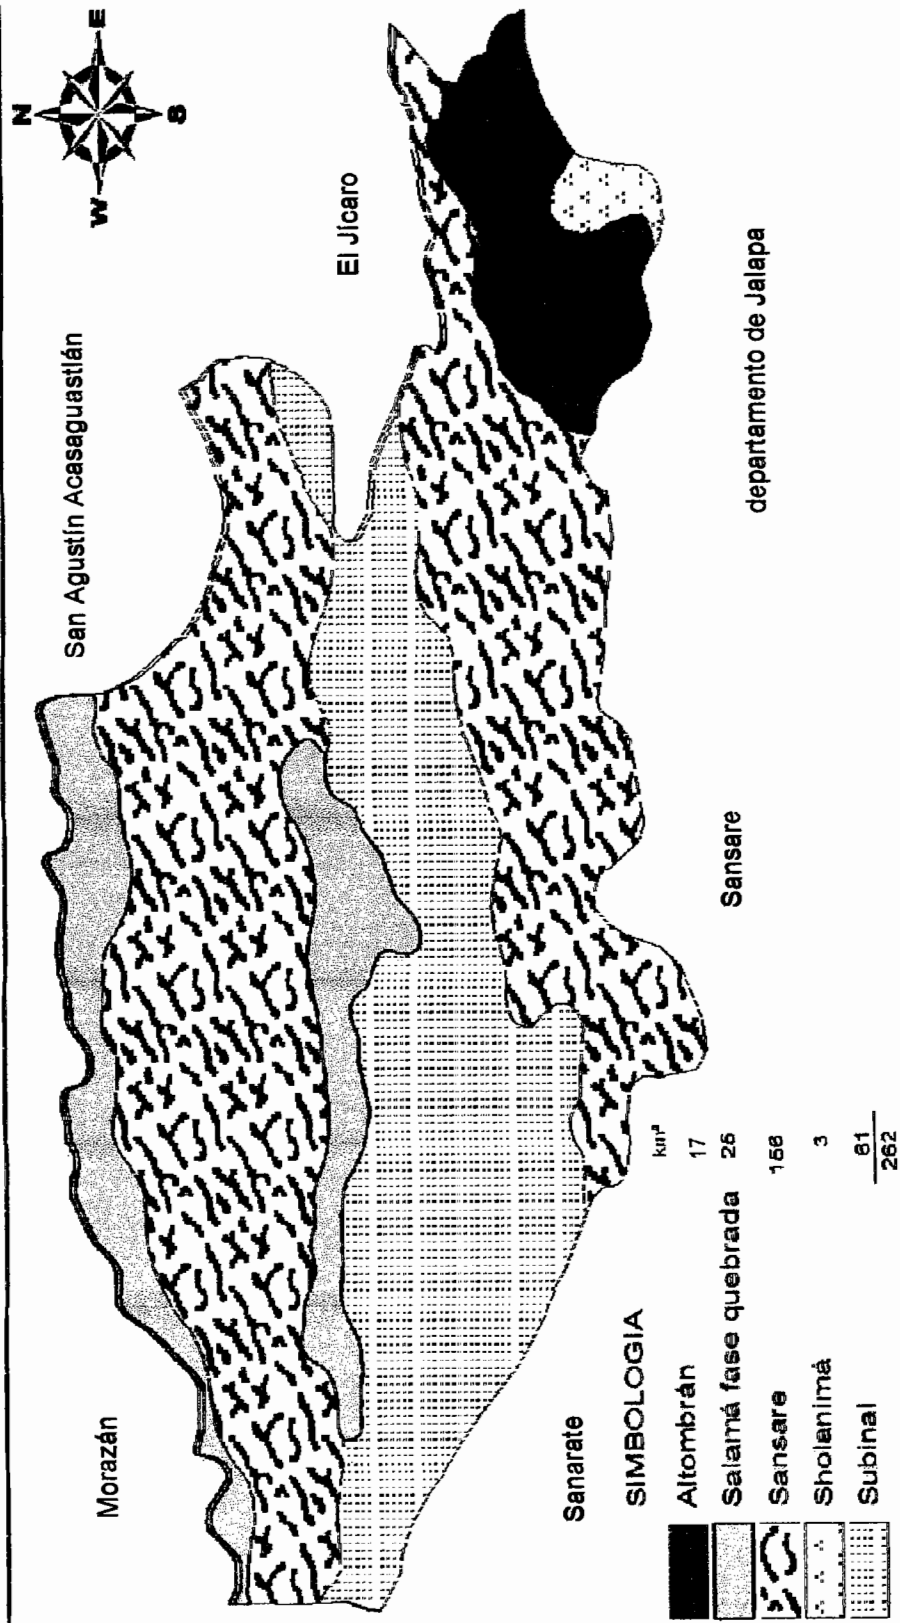 N
E
W
S
San Agustín Acasaguastlán
Morazán
El Jícaro
Sanarate
Sansare
departamento de Jalapa
SIMBOLOGIA
km²
Altombrán 17
Salamá fase quebrada 25
Sansare 156
Sholanimá 3
Subinal 61
262